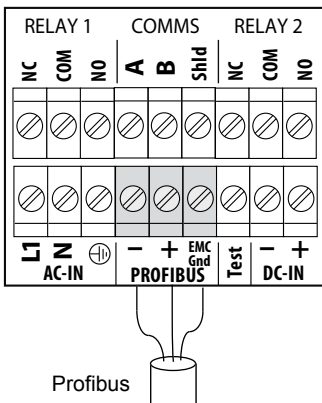 RELAY 1 COMMS RELAY 2
NC COM NO A B Shld NC COM NO
L1 N − + EMC Gnd Test − +
AC-IN PROFIBUS DC-IN
Profibus